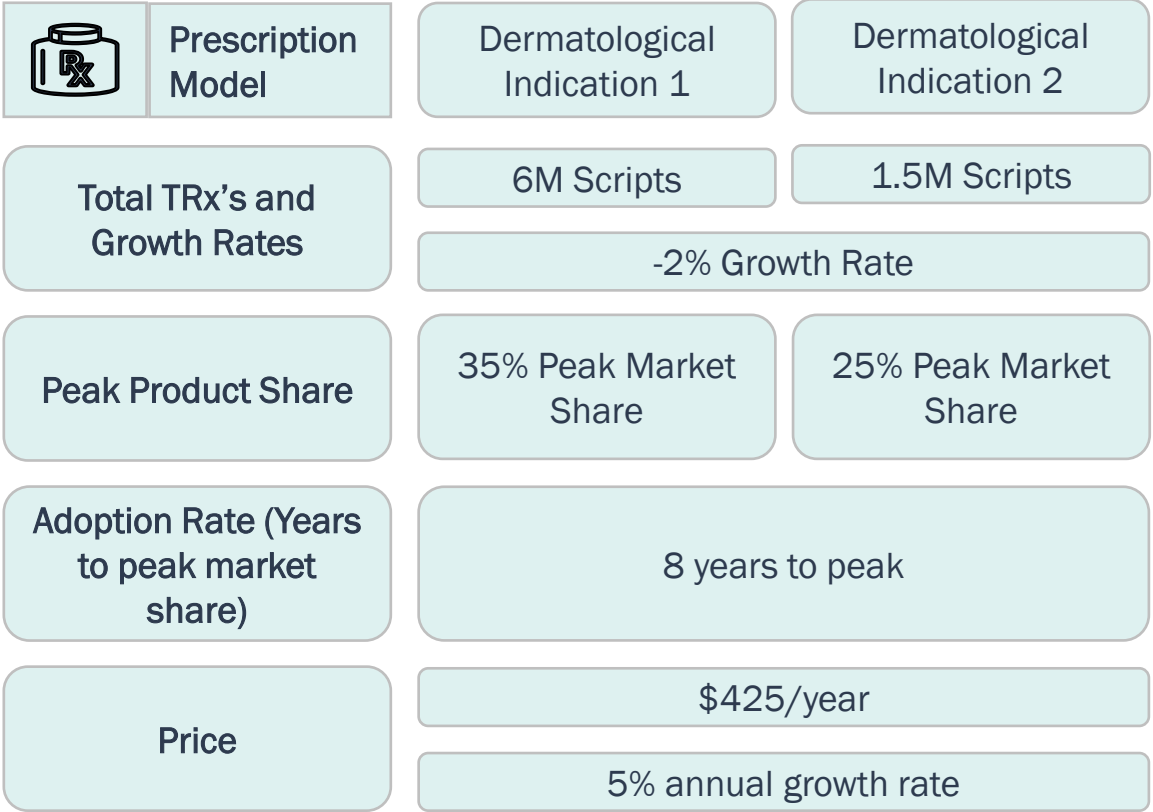 Rx
Prescription
Model
Dermatological
Indication 1
Dermatological
Indication 2
Total TRx's and
Growth Rates
6M Scripts
1.5M Scripts
-2% Growth Rate
Peak Product Share
35% Peak Market
Share
25% Peak Market
Share
Adoption Rate (Years
to peak market
share)
8 years to peak
Price
$425/year
5% annual growth rate